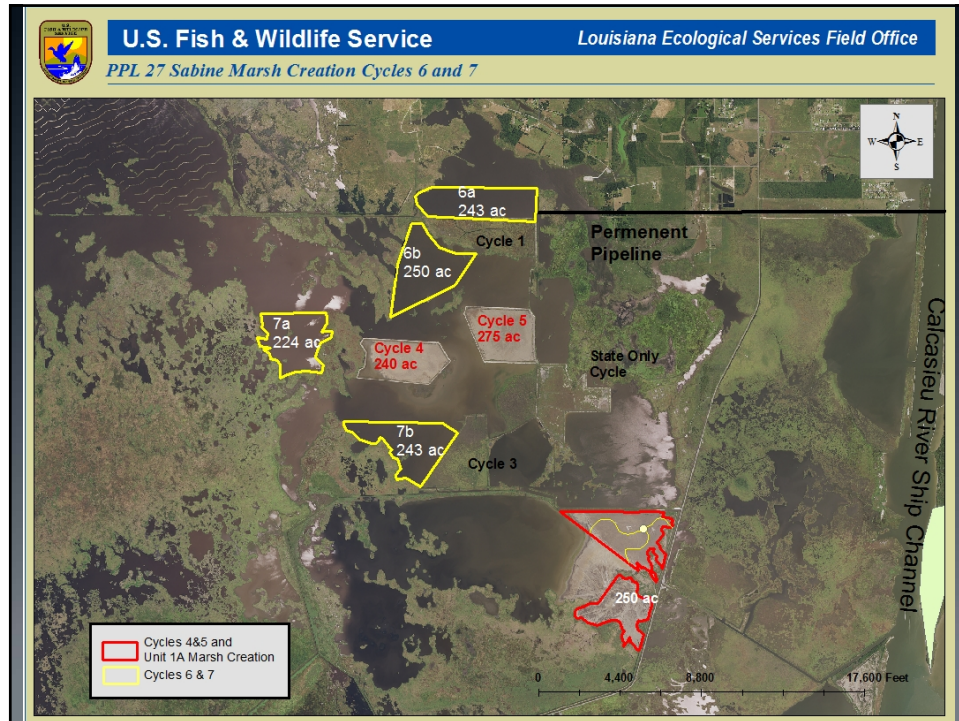 U.S.
FISH & WILDLIFE
SERVICE
U.S. Fish & Wildlife Service
Louisiana Ecological Services Field Office
PPL 27 Sabine Marsh Creation Cycles 6 and 7
N
W E
S
6a
243 ac
Cycle 1
Permenent
Pipeline
6b
250 ac
7a
224 ac
Cycle 5
275 ac
Cycle 4
240 ac
State Only
Cycle
Calcasieu River Ship Channel
7b
243 ac
Cycle 3
250 ac
Cycles 4&5 and
Unit 1A Marsh Creation
Cycles 6 & 7
0 4,400 8,800 17,600 Feet